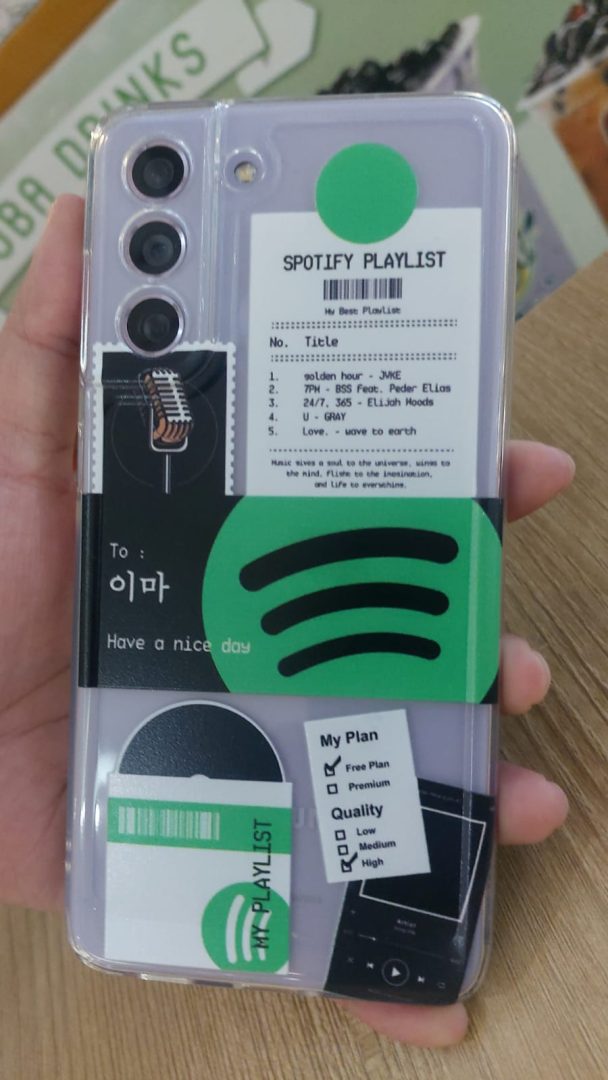 OBA DRINKS
SPOTIFY PLAYLIST
My Best Playlist
No. Title
1. golden hour - JVKE
2. 7PM - BSS Feat. Peder Elias
3. 24/7, 365 - Elijah Woods
4. U - GRAY
5. Love. - wave to earth
Music gives a soul to the universe, wings to
the mind, flight to the imagination,
and life to everything.
To :
이마
Have a nice day
My Plan
Free Plan
Premium
Quality
Low
Medium
High
MY PLAYLIST
Artist